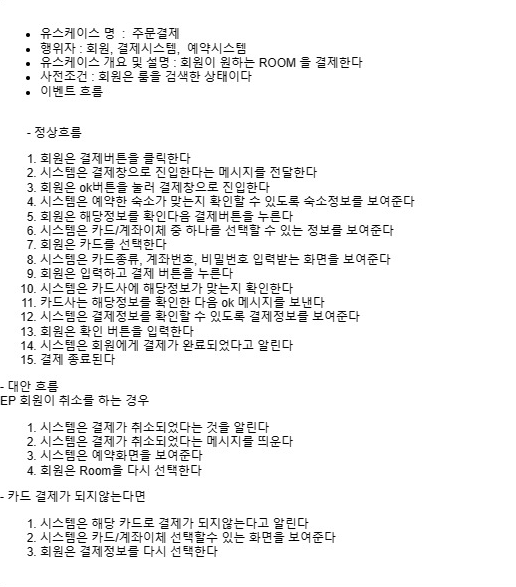 • 유스케이스 명 : 주문결제
• 행위자 : 회원, 결제시스템, 예약시스템
• 유스케이스 개요 및 설명 : 회원이 원하는 ROOM 을 결제한다
• 사전조건 : 회원은 룸을 검색한 상태이다
• 이벤트 흐름
- 정상흐름
1. 회원은 결제버튼을 클릭한다
2. 시스템은 결제창으로 진입한다는 메시지를 전달한다
3. 회원은 ok버튼을 눌러 결제창으로 진입한다
4. 시스템은 예약한 숙소가 맞는지 확인할 수 있도록 숙소정보를 보여준다
5. 회원은 해당정보를 확인다음 결제버튼을 누른다
6. 시스템은 카드/계좌이체 중 하나를 선택할 수 있는 정보를 보여준다
7. 회원은 카드를 선택한다
8. 시스템은 카드종류, 계좌번호, 비밀번호 입력받는 화면을 보여준다
9. 회원은 입력하고 결제 버튼을 누른다
10. 시스템은 카드사에 해당정보가 맞는지 확인한다
11. 카드사는 해당정보를 확인한 다음 ok 메시지를 보낸다
12. 시스템은 결제정보를 확인할 수 있도록 결제정보를 보여준다
13. 회원은 확인 버튼을 입력한다
14. 시스템은 회원에게 결제가 완료되었다고 알린다
15. 결제 종료된다
- 대안 흐름
EP 회원이 취소를 하는 경우
1. 시스템은 결제가 취소되었다는 것을 알린다
2. 시스템은 결제가 취소되었다는 메시지를 띄운다
3. 시스템은 예약화면을 보여준다
4. 회원은 Room을 다시 선택한다
- 카드 결제가 되지않는다면
1. 시스템은 해당 카드로 결제가 되지않는다고 알린다
2. 시스템은 카드/계좌이체 선택할수 있는 화면을 보여준다
3. 회원은 결제정보를 다시 선택한다